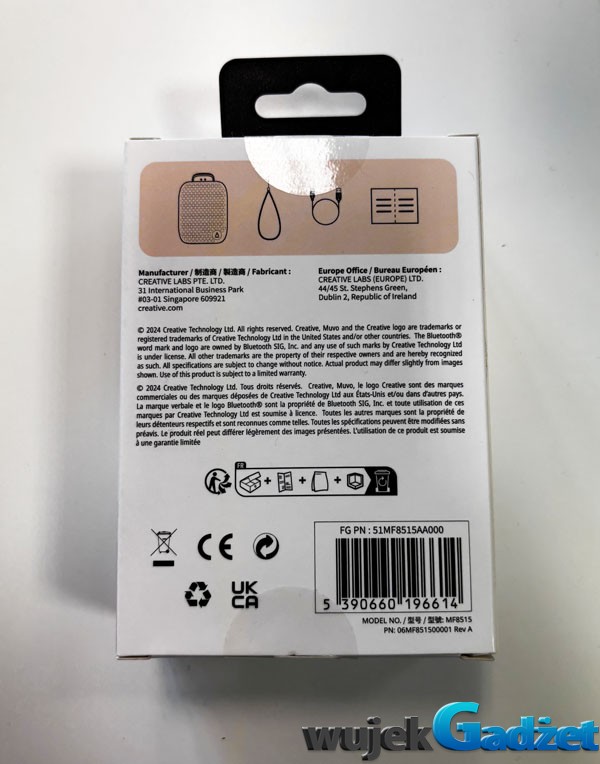 Manufacturer / 制造商 / 製造商 / Fabricant :
CREATIVE LABS PTE. LTD.
31 International Business Park
#03-01 Singapore 609921
creative.com
Europe Office / Bureau Européen :
CREATIVE LABS (EUROPE) LTD.
44/45 St. Stephens Green,
Dublin 2, Republic of Ireland
© 2024 Creative Technology Ltd. All rights reserved. Creative, Muvo and the Creative logo are trademarks or
registered trademarks of Creative Technology Ltd in the United States and/or other countries. The Bluetooth®
word mark and logo are owned by Bluetooth SIG, Inc. and any use of such marks by Creative Technology Ltd
is under license. All other trademarks are the property of their respective owners and are hereby recognized
as such. All specifications are subject to change without notice. Actual product may differ slightly from images
shown. Use of this product is subject to a limited warranty.
© 2024 Creative Technology Ltd. Tous droits réservés. Creative, Muvo, le logo Creative sont des marques
commerciales ou des marques déposées de Creative Technology Ltd aux États-Unis et/ou dans d'autres pays.
La marque verbale et le logo Bluetooth® sont la propriété de Bluetooth SIG, Inc. et toute utilisation de ces
marques par Creative Technology Ltd est soumise à licence. Toutes les autres marques sont la propriété de
leurs détenteurs respectifs et sont reconnues comme telles. Toutes les spécifications peuvent être modifiées sans
préavis. Le produit réel peut différer légèrement des images présentées. L'utilisation de ce produit est soumise
à une garantie limitée
FR
+ + +
CE
UK
CA
FG PN : 51MF8515AA000
5 390660 196614
MODEL NO. / 型号 / 型號: MF8515
PN: 06MF851500001 Rev A
wujekGadżet